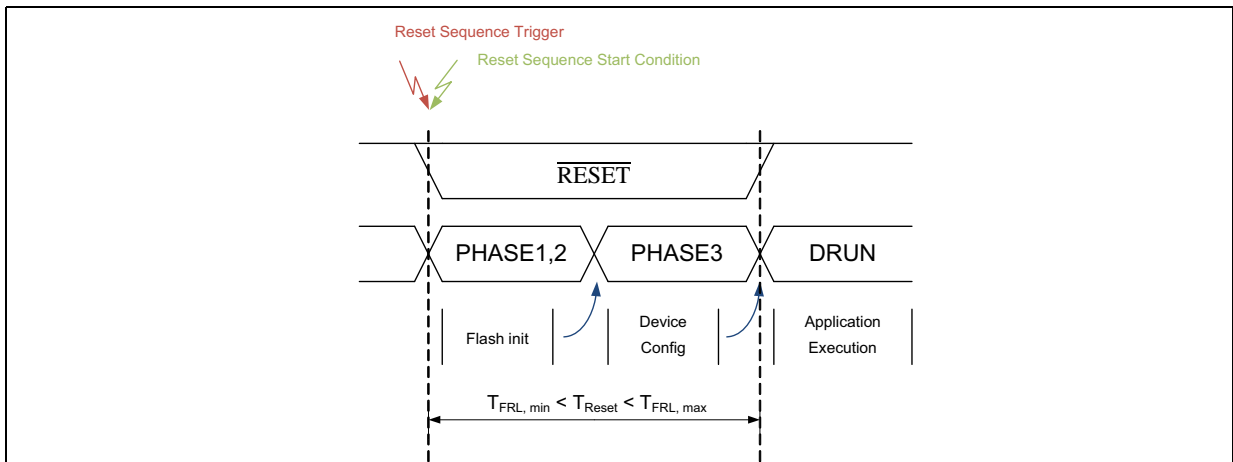 Reset Sequence Trigger
Reset Sequence Start Condition
RESET
PHASE1,2 PHASE3 DRUN
Flash init
Device
Config
Application
Execution
TFRL, min < TReset < TFRL, max